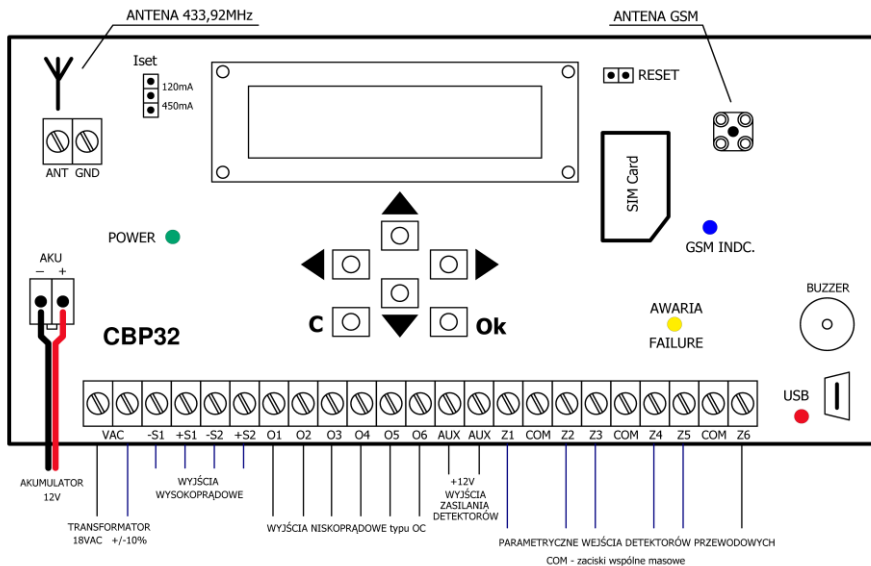 ANTENA 433,92MHz
ANTENA GSM
Iset
120mA
450mA
RESET
ANT GND
SIM Card
POWER
GSM INDC.
AKU
– +
BUZZER
AWARIA
FAILURE
C
Ok
CBP32
USB
VAC -S1 +S1 -S2 +S2 O1 O2 O3 O4 O5 O6 AUX AUX Z1 COM Z2 Z3 COM Z4 Z5 COM Z6
AKUMULATOR
12V
WYJŚCIA
WYSOKOPRĄDOWE
+12V
WYJŚCIA
ZASILANIA
DETEKTORÓW
TRANSFORMATOR
18VAC +/-10%
WYJŚCIA NISKOPRĄDOWE typu OC
PARAMETRYCZNE WEJŚCIA DETEKTORÓW PRZEWODOWYCH
COM - zaciski wspólne masowe